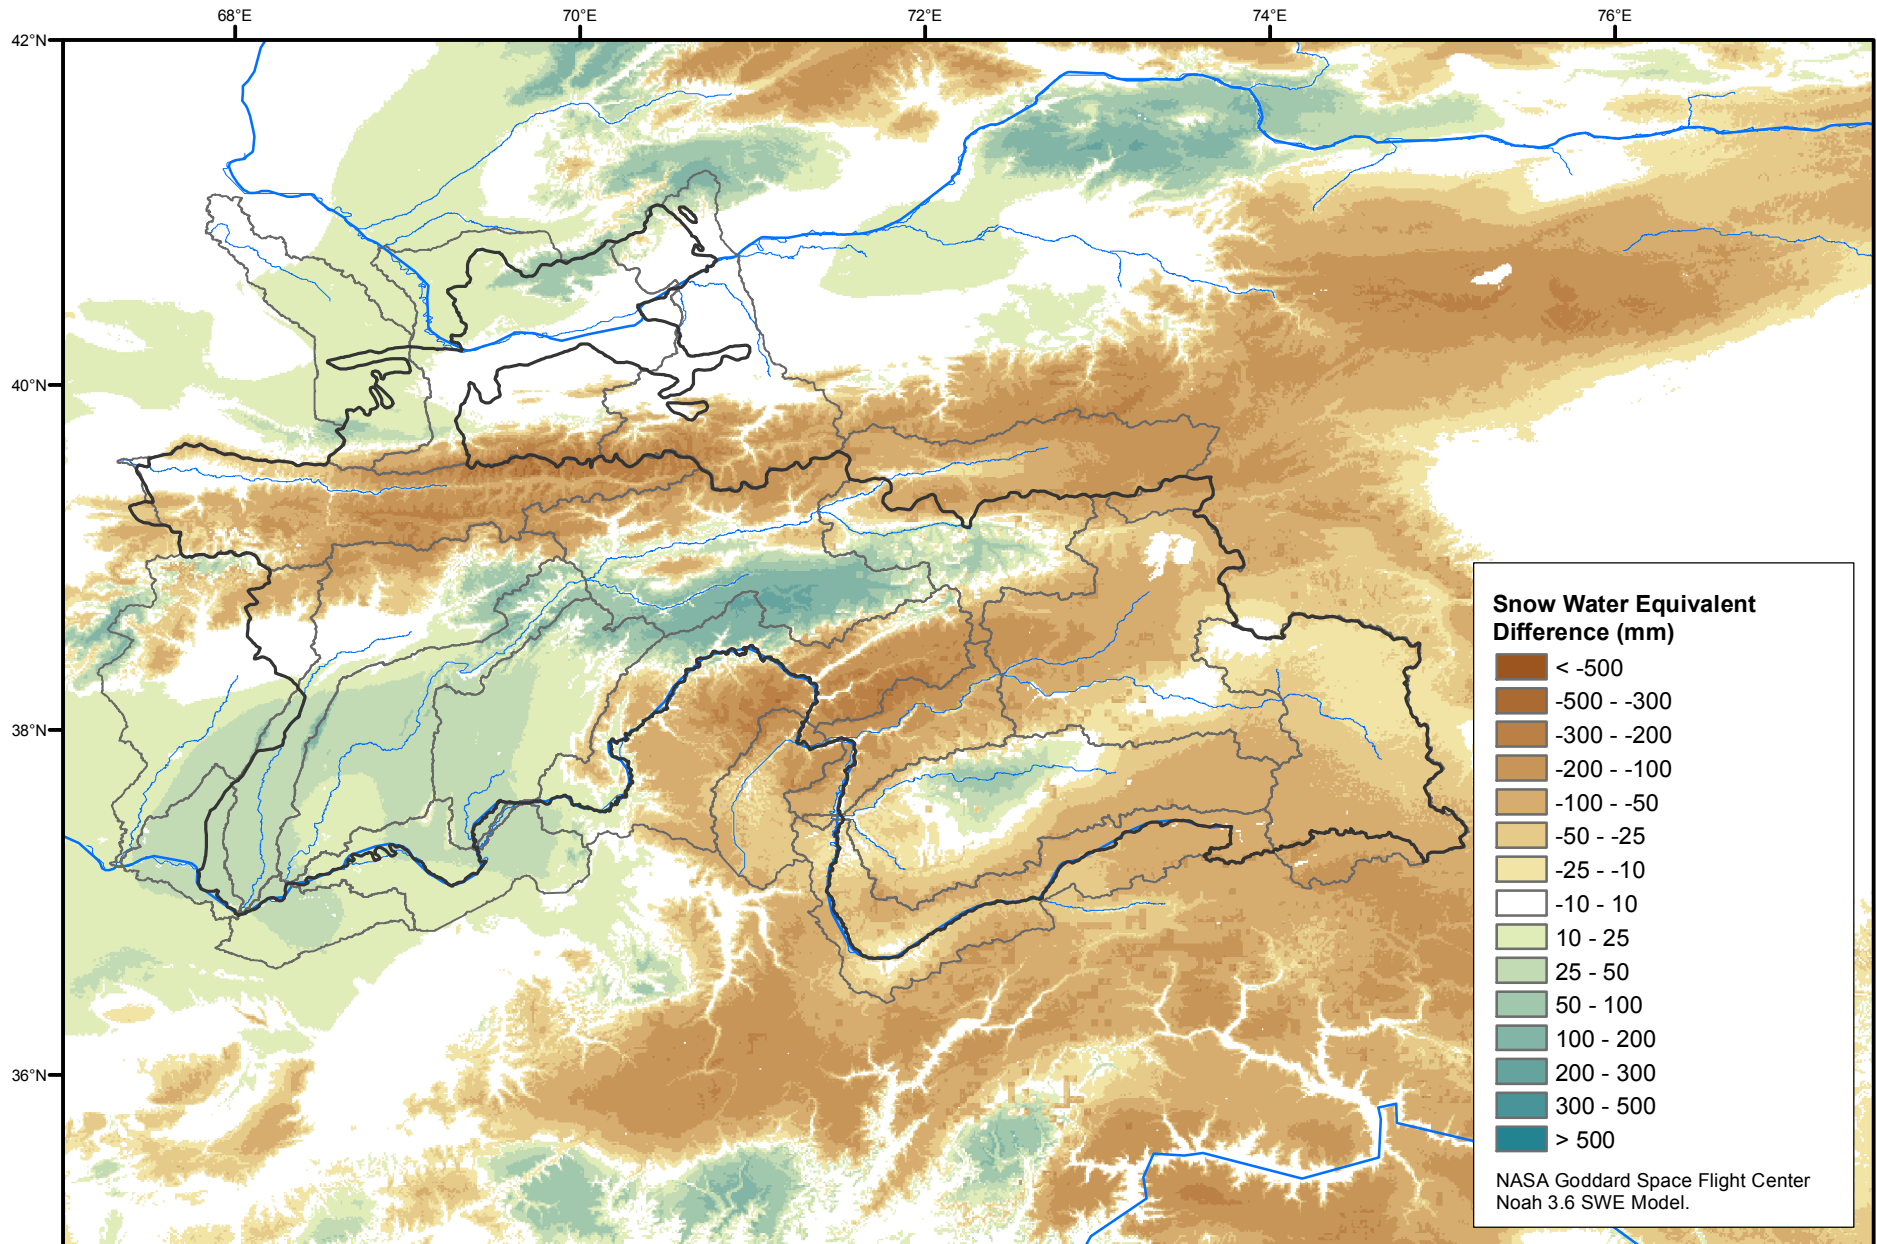 68°E 70°E 72°E 74°E 76°E
42°N
40°N
38°N
36°N
Snow Water Equivalent
Difference (mm)
< -500
-500 - -300
-300 - -200
-200 - -100
-100 - -50
-50 - -25
-25 - -10
-10 - 10
10 - 25
25 - 50
50 - 100
100 - 200
200 - 300
300 - 500
> 500
NASA Goddard Space Flight Center
Noah 3.6 SWE Model.